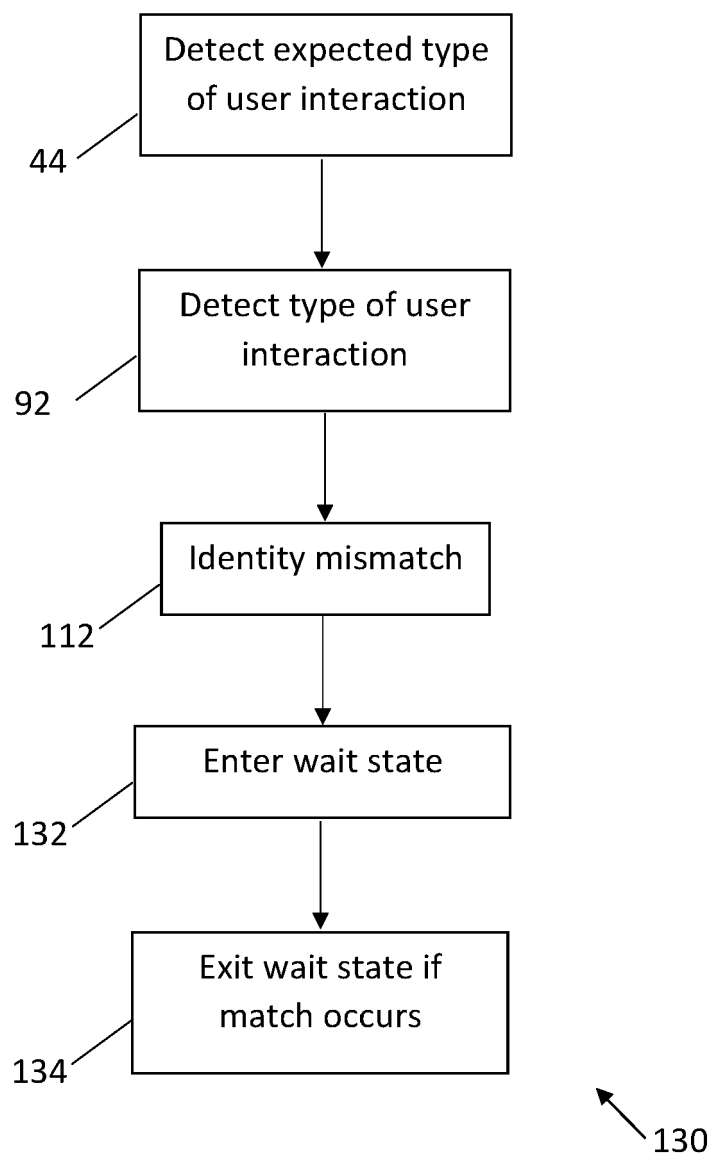 Detect expected type
of user interaction
44
Detect type of user
interaction
92
Identity mismatch
112
Enter wait state
132
Exit wait state if
match occurs
134
130